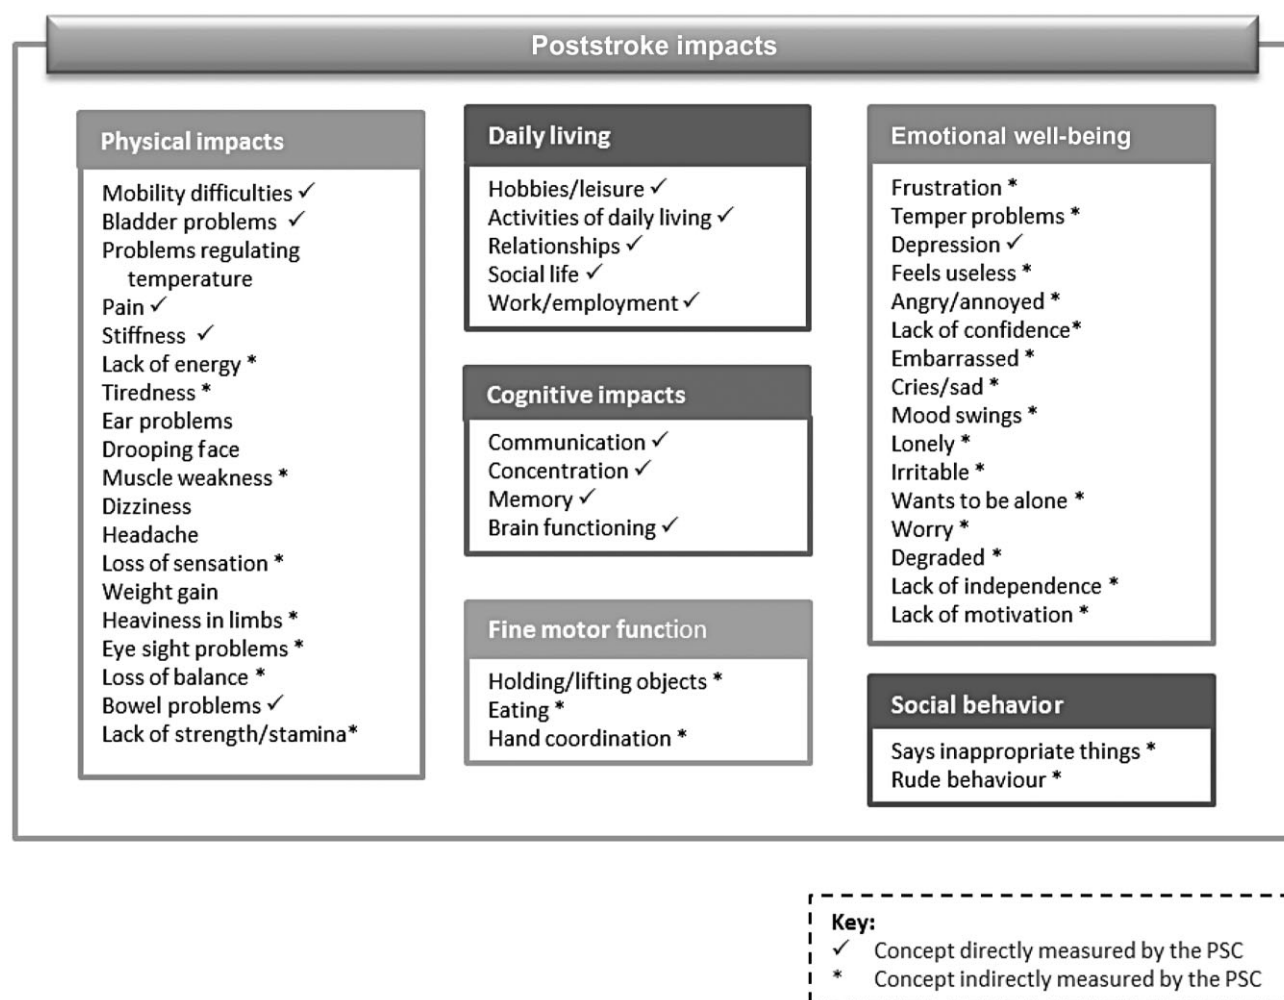 Poststroke impacts
Physical impacts
Mobility difficulties ✓
Bladder problems ✓
Problems regulating
temperature
Pain ✓
Stiffness ✓
Lack of energy *
Tiredness *
Ear problems
Drooping face
Muscle weakness *
Dizziness
Headache
Loss of sensation *
Weight gain
Heaviness in limbs *
Eye sight problems *
Loss of balance *
Bowel problems ✓
Lack of strength/stamina*
Daily living
Hobbies/leisure ✓
Activities of daily living ✓
Relationships ✓
Social life ✓
Work/employment ✓
Cognitive impacts
Communication ✓
Concentration ✓
Memory ✓
Brain functioning ✓
Fine motor function
Holding/lifting objects *
Eating *
Hand coordination *
Emotional well-being
Frustration *
Temper problems *
Depression ✓
Feels useless *
Angry/annoyed *
Lack of confidence*
Embarrassed *
Cries/sad *
Mood swings *
Lonely *
Irritable *
Wants to be alone *
Worry *
Degraded *
Lack of independence *
Lack of motivation *
Social behavior
Says inappropriate things *
Rude behaviour *
Key:
✓ Concept directly measured by the PSC
* Concept indirectly measured by the PSC